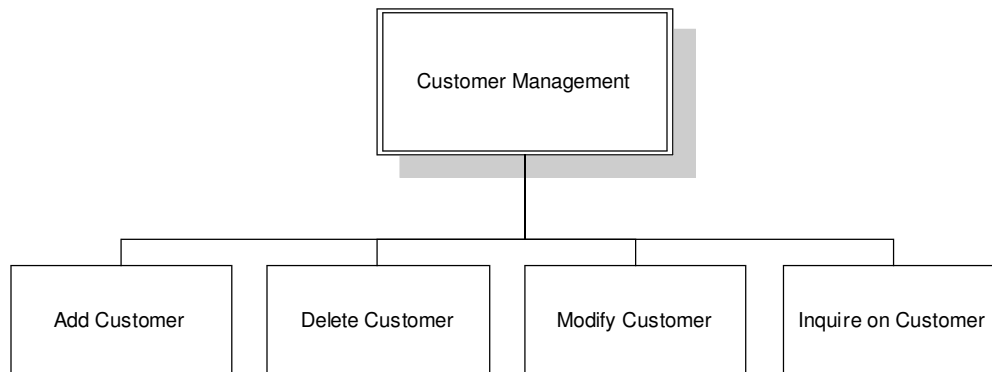 Customer Management
Add Customer
Delete Customer
Modify Customer
Inquire on Customer